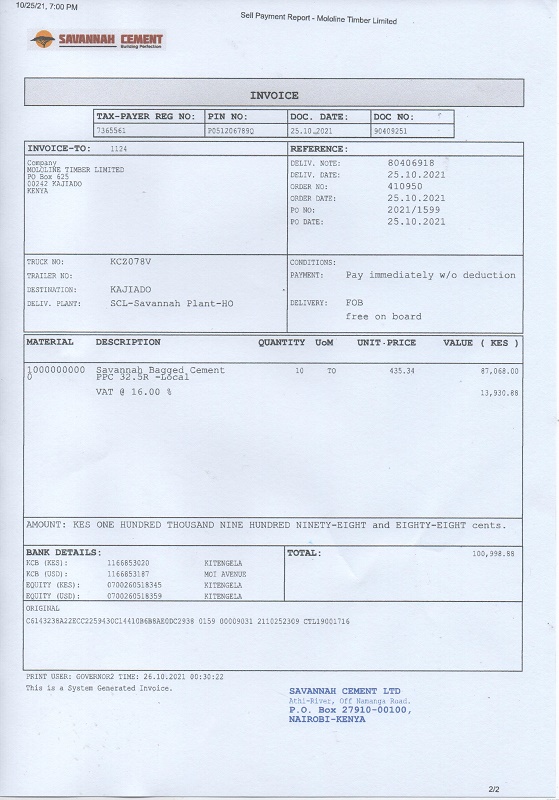 10/25/21, 7:00 PM
Sell Payment Report - Mololine Timber Limited
SAVANNAH CEMENT
Building Perfection
INVOICE
TAX-PAYER REG NO: PIN NO: DOC. DATE: DOC NO:
7365561 P051206789Q 25.10.2021 90409251
INVOICE-TO: 1124
Company
MOLOLINE TIMBER LIMITED
PO Box 625
00242 KAJIADO
KENYA
REFERENCE:
DELIV. NOTE: 80406918
DELIV. DATE: 25.10.2021
ORDER NO: 410950
ORDER DATE: 25.10.2021
PO NO: 2021/1599
PO DATE: 25.10.2021
TRUCK NO: KCZ078V
TRAILER NO:
DESTINATION: KAJIADO
DELIV. PLANT: SCL-Savannah Plant-HO
CONDITIONS:
PAYMENT: Pay immediately w/o deduction
DELIVERY: FOB
free on board
MATERIAL DESCRIPTION QUANTITY UoM UNIT PRICE VALUE ( KES )
1000000000 Savannah Bagged Cement 10 TO 435.34 87,068.00
0 PPC 32.5R -Local
VAT @ 16.00 % 13,930.88
AMOUNT: KES ONE HUNDRED THOUSAND NINE HUNDRED NINETY-EIGHT and EIGHTY-EIGHT cents.
BANK DETAILS:
KCB (KES): 1166853020 KITENGELA
KCB (USD): 1166853187 MOI AVENUE
EQUITY (KES): 0700260518345 KITENGELA
EQUITY (USD): 0700260518359 KITENGELA
TOTAL: 100,998.88
ORIGINAL
C6143238A22ECC2259430C14410B6B8AE0DC2938 0159 00009031 2110252309 CTL19001716
PRINT USER: GOVERNOR2 TIME: 26.10.2021 00:30:22
This is a System Generated Invoice.
SAVANNAH CEMENT LTD
Athi-River, Off Namanga Road.
P.O. Box 27910-00100,
NAIROBI-KENYA
2/2